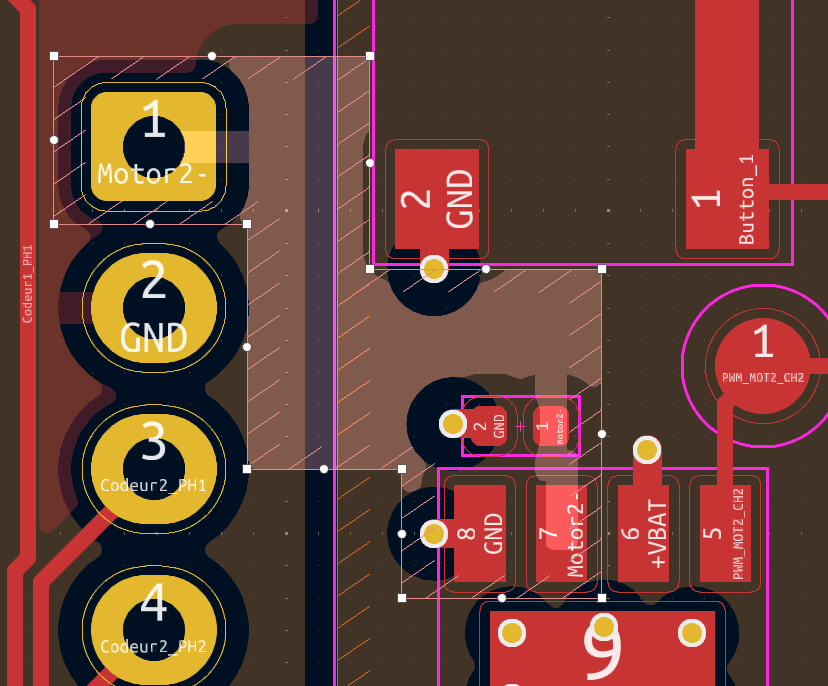 1
Motor2-
2
GND
3
Codeur2_PH1
4
Codeur2_PH2
Codeur1_PH1
2
GND
1
Button_1
1
PWM_MOT2_CH2
2
GND
1
Motor2-
8
GND
7
Motor2-
6
+VBAT
5
PWM_MOT2_CH2
9